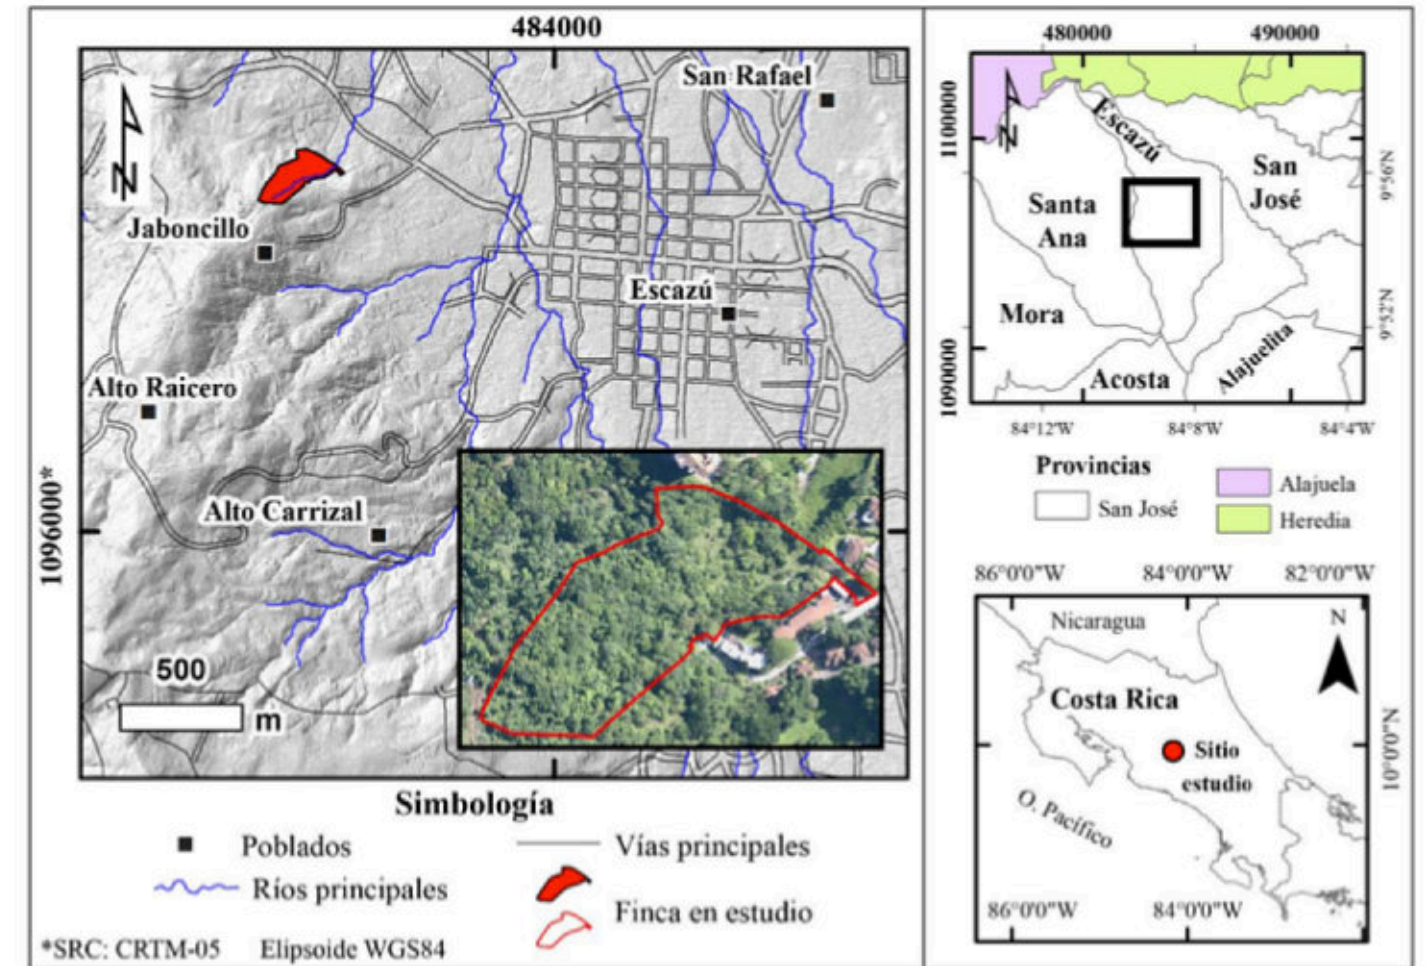 484000
San Rafael
N
Jaboncillo
Escazú
Alto Raicero
1096000*
Alto Carrizal
500
m
Simbología
Poblados
Vías principales
Ríos principales
Finca en estudio
*SRC: CRTM-05 Elipsoide WGS84
480000 490000
1100000
N
Escazú
San
José
9°56'N
Santa
Ana
Mora
9°52'N
1090000
Acosta
Alajuelita
84°12'W 84°8'W 84°4'W
Provincias
San José
Alajuela
Heredia
86°0'0"W 84°0'0"W 82°0'0"W
Nicaragua
N
Costa Rica
Sitio
estudio
10°0'0"N
O. Pacífico
86°0'0"W 84°0'0"W